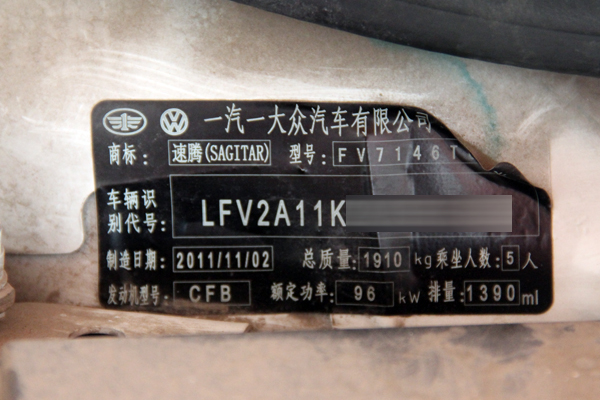 一汽一大众汽车有限公司
商标: 速腾(SAGITAR) 型号: FV7146T
车辆识别代号: LFV2A11K
制造日期: 2011/11/02 总质量: 1910 kg 乘坐人数: 5 人
发动机型号: CFB 额定功率: 96 kW 排量: 1390 ml